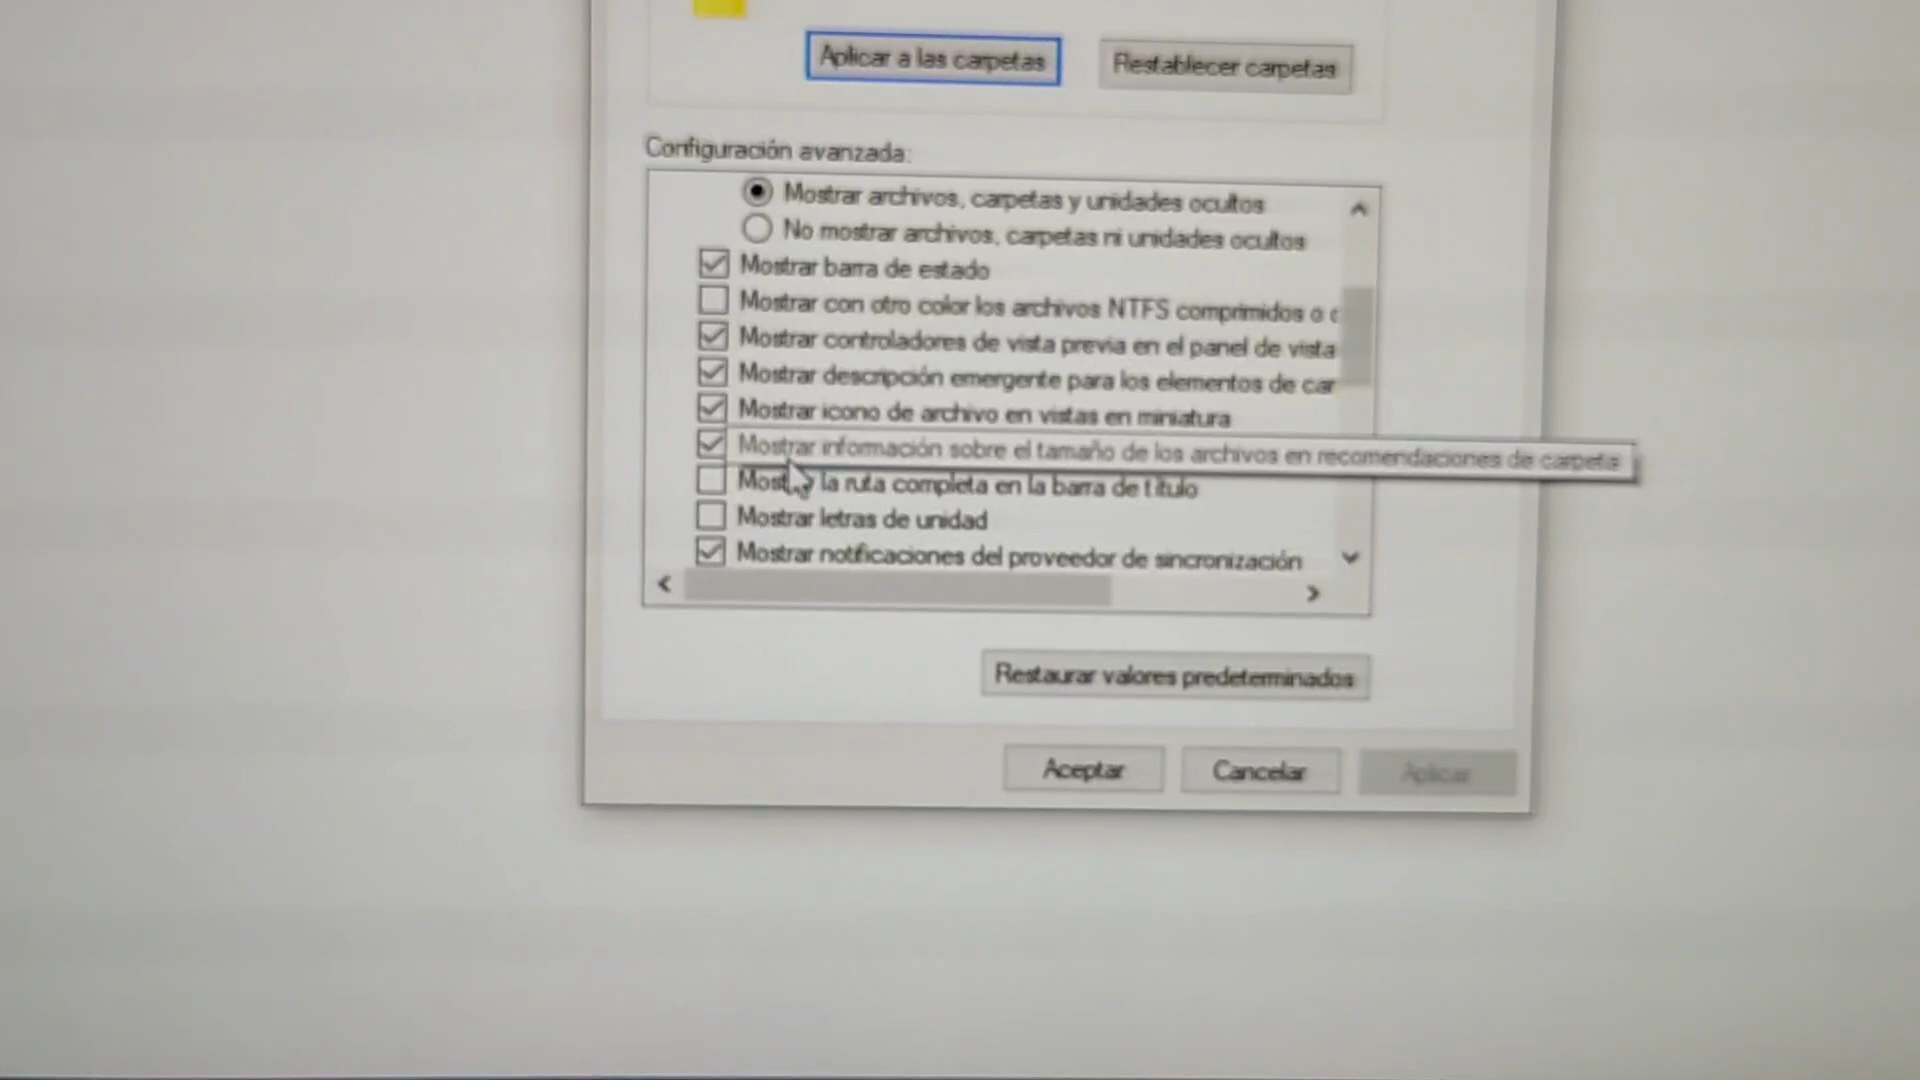 Aplicar a las carpetas
Restablecer carpetas
Configuración avanzada:
Mostrar archivos, carpetas y unidades ocultos
No mostrar archivos, carpetas ni unidades ocultos
Mostrar barra de estado
Mostrar con otro color los archivos NTFS comprimidos o c
Mostrar controladores de vista previa en el panel de vista
Mostrar descripción emergente para los elementos de car
Mostrar icono de archivo en vistas en miniatura
Mostrar información sobre el tamaño de los archivos en recomendaciones de carpeta
Mostrar la ruta completa en la barra de título
Mostrar letras de unidad
Mostrar notificaciones del proveedor de sincronización
Restaurar valores predeterminados
Aceptar
Cancelar
Aplicar